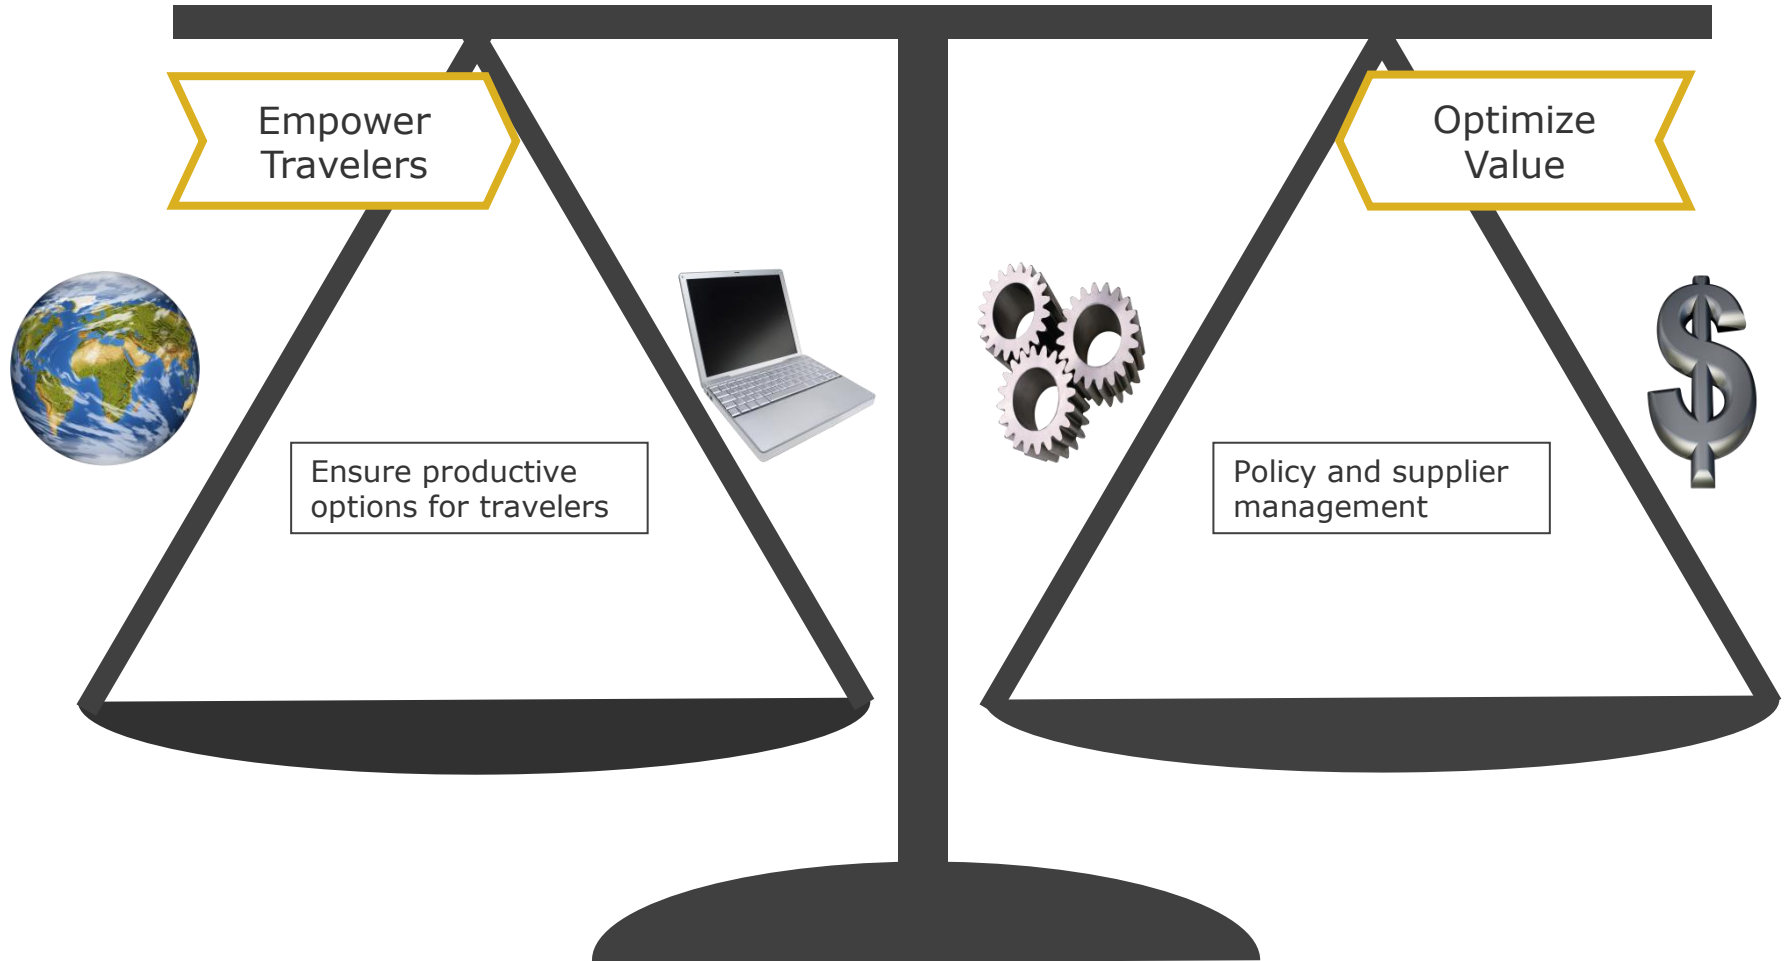 Empower
Travelers
Optimize
Value
Ensure productive
options for travelers
Policy and supplier
management